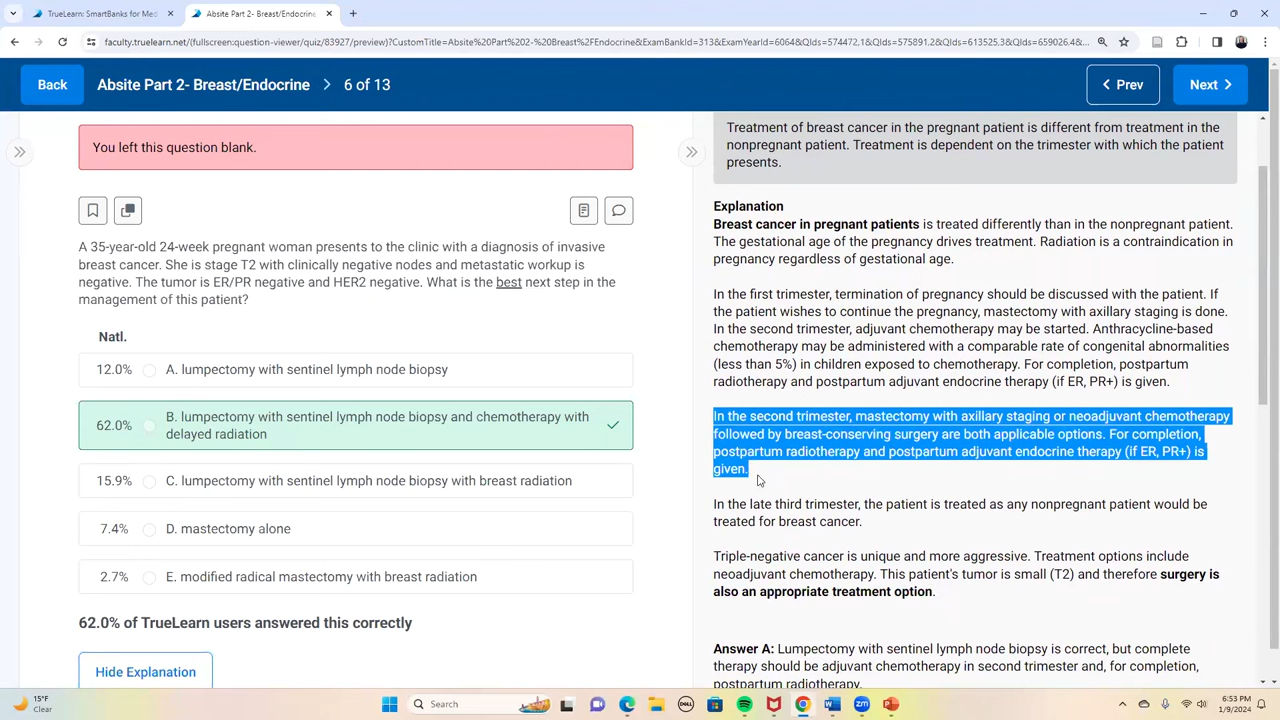 TrueLearn: SmartBanks for Med
Absite Part 2- Breast/Endocrine
faculty.truelearn.net/(fullscreen:question-viewer/quiz/83927/preview)?CustomTitle=Absite%20Part%202-%20Breast%2FEndocrine&ExamBankId=313&ExamYearId=6064&QIds=574472,1&QIds=575891,2&QIds=613525,3&QIds=659026,4&...
Back
Absite Part 2- Breast/Endocrine > 6 of 13
Prev
Next
You left this question blank.
A 35-year-old 24-week pregnant woman presents to the clinic with a diagnosis of invasive
breast cancer. She is stage T2 with clinically negative nodes and metastatic workup is
negative. The tumor is ER/PR negative and HER2 negative. What is the best next step in the
management of this patient?
Natl.
12.0% A. lumpectomy with sentinel lymph node biopsy
62.0% B. lumpectomy with sentinel lymph node biopsy and chemotherapy with
delayed radiation
15.9% C. lumpectomy with sentinel lymph node biopsy with breast radiation
7.4% D. mastectomy alone
2.7% E. modified radical mastectomy with breast radiation
62.0% of TrueLearn users answered this correctly
Hide Explanation
Treatment of breast cancer in the pregnant patient is different from treatment in the
nonpregnant patient. Treatment is dependent on the trimester with which the patient
presents.
Explanation
Breast cancer in pregnant patients is treated differently than in the nonpregnant patient.
The gestational age of the pregnancy drives treatment. Radiation is a contraindication in
pregnancy regardless of gestational age.
In the first trimester, termination of pregnancy should be discussed with the patient. If
the patient wishes to continue the pregnancy, mastectomy with axillary staging is done.
In the second trimester, adjuvant chemotherapy may be started. Anthracycline-based
chemotherapy may be administered with a comparable rate of congenital abnormalities
(less than 5%) in children exposed to chemotherapy. For completion, postpartum
radiotherapy and postpartum adjuvant endocrine therapy (if ER, PR+) is given.
In the second trimester, mastectomy with axillary staging or neoadjuvant chemotherapy
followed by breast-conserving surgery are both applicable options. For completion,
postpartum radiotherapy and postpartum adjuvant endocrine therapy (if ER, PR+) is
given.
In the late third trimester, the patient is treated as any nonpregnant patient would be
treated for breast cancer.
Triple-negative cancer is unique and more aggressive. Treatment options include
neoadjuvant chemotherapy. This patient's tumor is small (T2) and therefore surgery is
also an appropriate treatment option.
Answer A: Lumpectomy with sentinel lymph node biopsy is correct, but complete
therapy should be adjuvant chemotherapy in second trimester and, for completion,
postpartum radiotherapy.
15°F
Clear
Search
DELL
zm
6:53 PM
1/9/2024